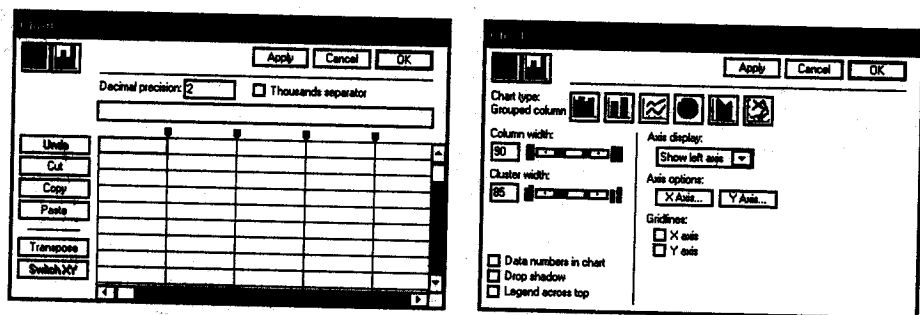 Apply Cancel OK
Decimal precision: 2 Thousands separator
Undo
Cut
Copy
Paste
Transpose
Switch XY
Apply Cancel OK
Chart type:
Grouped column
Column width:
90
Cluster width:
85
Data numbers in chart
Drop shadow
Legend across top
Axis display:
Show left axis
Axis options:
X Axis... Y Axis...
Gridlines:
X axis
Y axis